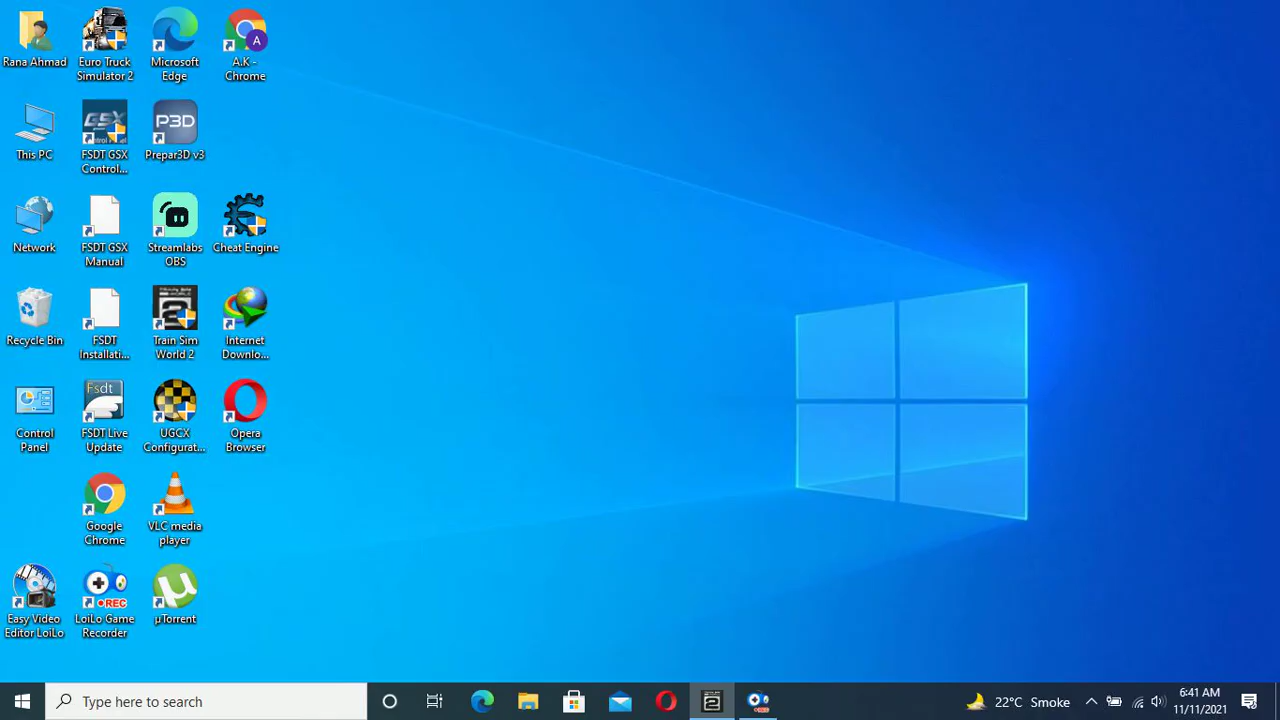 Rana Ahmad
Euro Truck
Simulator 2
Microsoft
Edge
A
A.K -
Chrome
This PC
GSX
FSDT GSX
Control...
P3D
Prepar3D v3
Network
FSDT GSX
Manual
Streamlabs
OBS
Cheat Engine
Recycle Bin
FSDT
Installati...
2
Train Sim
World 2
Internet
Downlo...
Control
Panel
Fsdt
FSDT Live
Update
UGCX
Configurat...
Opera
Browser
Google
Chrome
VLC media
player
Easy Video
Editor LoiLo
REC
LoiLo Game
Recorder
µ
µTorrent
Type here to search
2
22°C Smoke
6:41 AM
11/11/2021